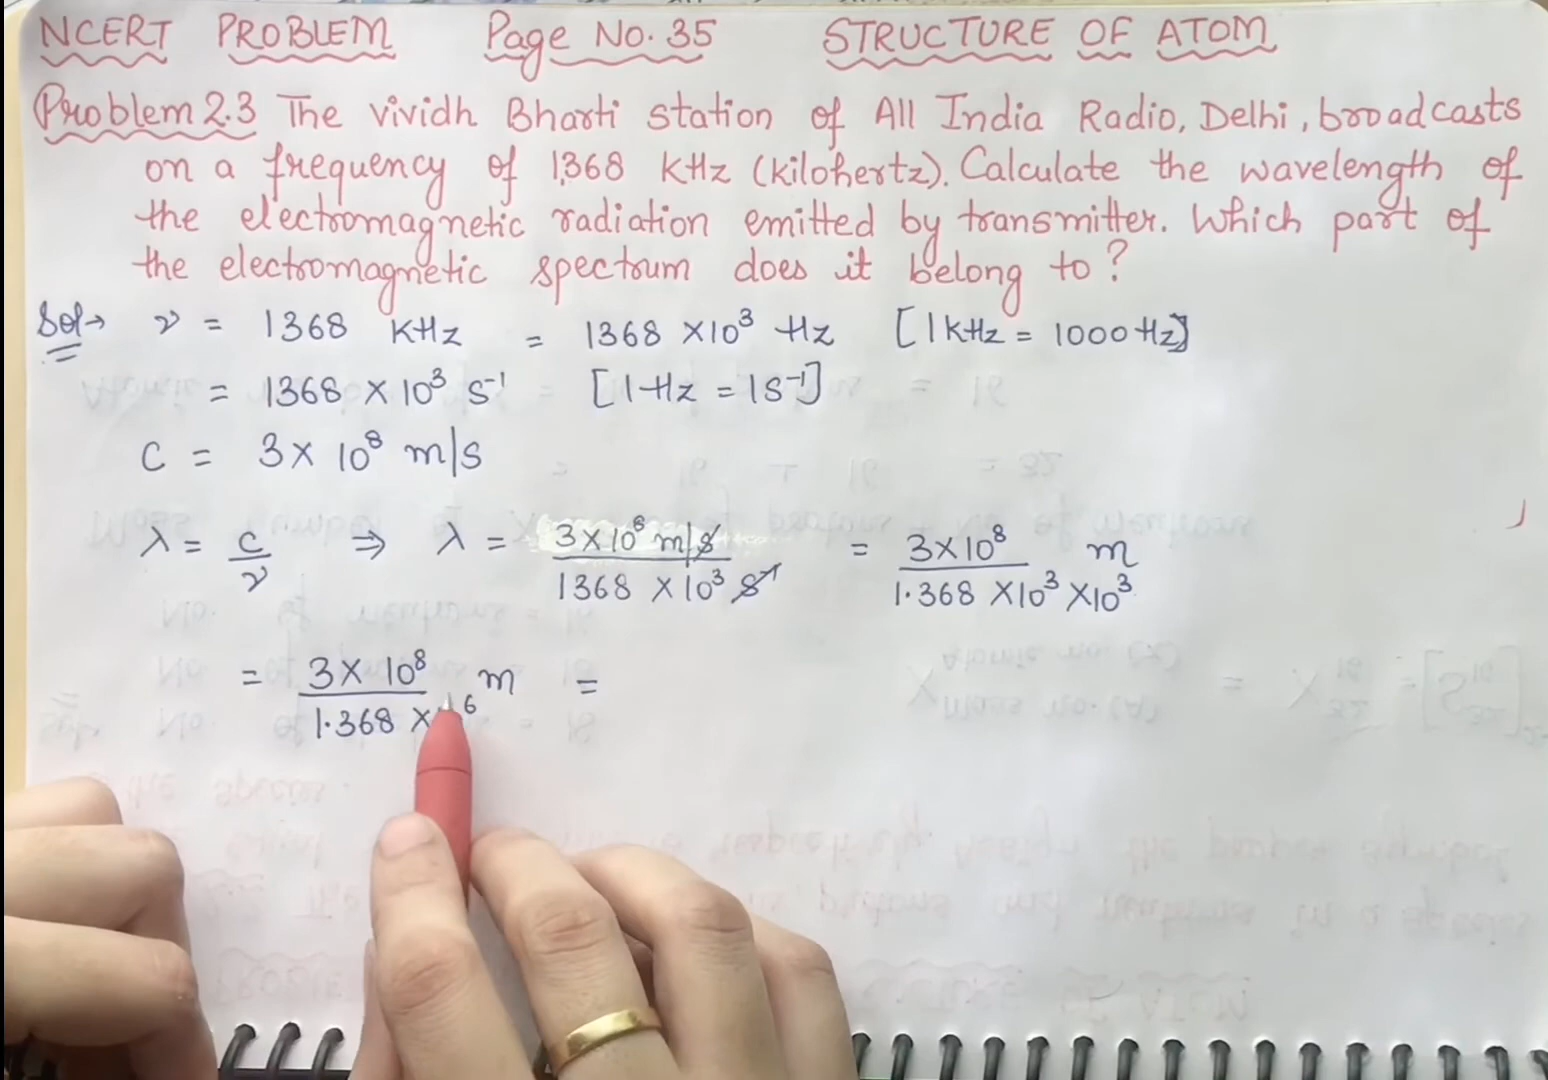 NCERT PROBLEM Page No. 35 STRUCTURE OF ATOM
Problem 2.3 The Vividh Bharti station of All India Radio, Delhi, broadcasts
on a frequency of 1,368 kHz (kilohertz). Calculate the wavelength of
the electromagnetic radiation emitted by transmitter. Which part of
the electromagnetic spectrum does it belong to?
Sol→ ν = 1368 kHz = 1368 × 10³ Hz [1 kHz = 1000 Hz]
= 1368 × 10³ s⁻¹ [1 Hz = 1 s⁻¹]
C = 3 × 10⁸ m/s
λ = c/ν ⇒ λ = 3×10⁸ m/s / 1368 × 10³ s⁻¹ = 3×10⁸ / 1.368 × 10³ × 10³ m
= 3 × 10⁸ / 1.368 × 6 m =